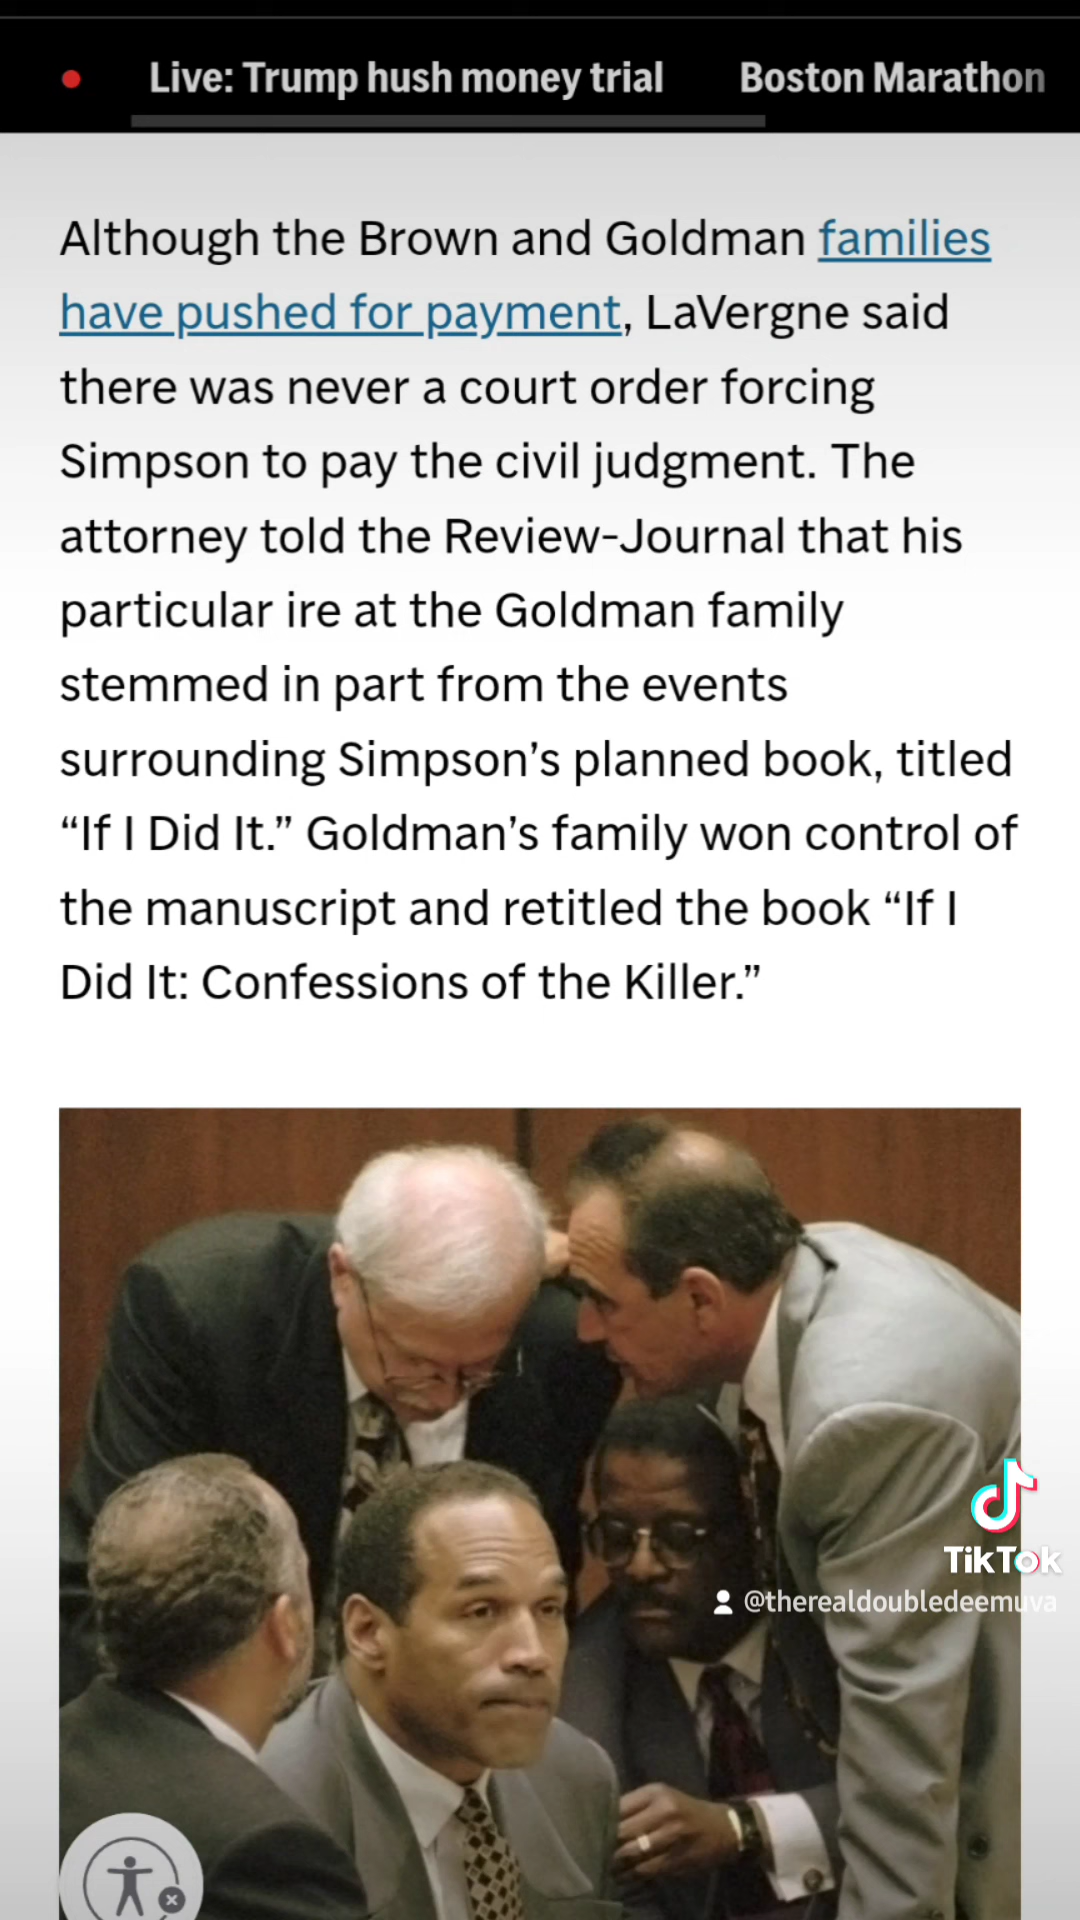 Live: Trump hush money trial Boston Marathon
Although the Brown and Goldman families
have pushed for payment, LaVergne said
there was never a court order forcing
Simpson to pay the civil judgment. The
attorney told the Review-Journal that his
particular ire at the Goldman family
stemmed in part from the events
surrounding Simpson’s planned book, titled
“If I Did It.” Goldman’s family won control of
the manuscript and retitled the book “If I
Did It: Confessions of the Killer.”
TikTok
@therealdoubledeemuva